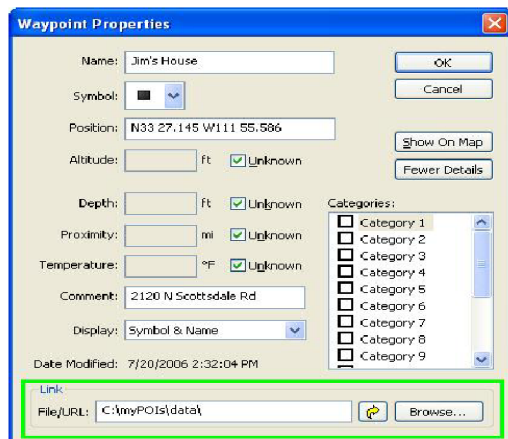 Waypoint Properties
Name: Jim's House
OK
Symbol:
Cancel
Position: N33 27.145 W111 55.586
Show On Map
Altitude: ft Unknown
Fewer Details
Depth: ft Unknown
Categories:
Proximity: mi Unknown
Temperature: °F Unknown
Category 1
Category 2
Category 3
Category 4
Category 5
Category 6
Category 7
Category 8
Category 9
Comment: 2120 N Scottsdale Rd
Display: Symbol & Name
Date Modified: 7/20/2006 2:32:04 PM
Link
File/URL: C:\myPOIs\data\
Browse...